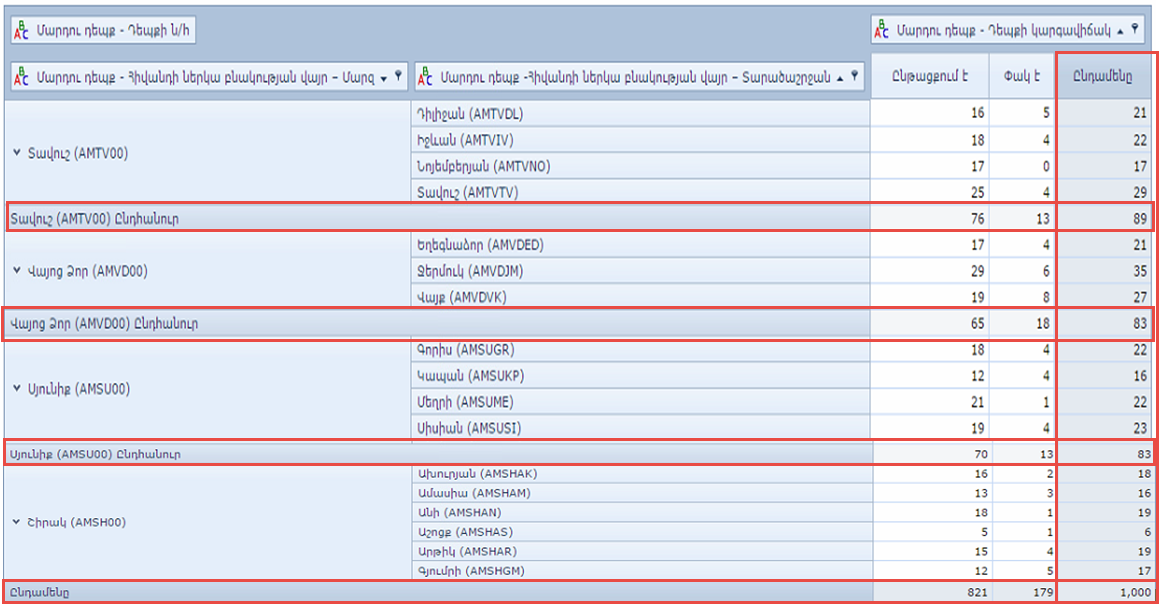 Մարդու դեպք - Դեպքի ն/հ
Մարդու դեպք - Դեպքի կարգավիճակ
Մարդու դեպք - Հիվանդի ներկա բնակության վայր – Մարզ Մարդու դեպք -Հիվանդի ներկա բնակության վայր – Տարածաշրջան Ընթացքում է Փակ է Ընդամենը
Տավուշ (AMTV00)
Դիլիջան (AMTVDL) 16 5 21
Իջևան (AMTVIV) 18 4 22
Նոյեմբերյան (AMTVNO) 17 0 17
Տավուշ (AMTVTV) 25 4 29
Տավուշ (AMTV00) Ընդհանուր 76 13 89
Վայոց Ձոր (AMVD00)
Եղեգնաձոր (AMVDED) 17 4 21
Ջերմուկ (AMVDJM) 29 6 35
Վայք (AMVDVK) 19 8 27
Վայոց Ձոր (AMVD00) Ընդհանուր 65 18 83
Սյունիք (AMSU00)
Գորիս (AMSUGR) 18 4 22
Կապան (AMSUKP) 12 4 16
Մեղրի (AMSUME) 21 1 22
Սիսիան (AMSUSI) 19 4 23
Սյունիք (AMSU00) Ընդհանուր 70 13 83
Շիրակ (AMSH00)
Ախուրյան (AMSHAK) 16 2 18
Ամասիա (AMSHAM) 13 3 16
Անի (AMSHAN) 18 1 19
Աշոցք (AMSHAS) 5 1 6
Արթիկ (AMSHAR) 15 4 19
Գյումրի (AMSHGM) 12 5 17
Ընդամենը 821 179 1,000